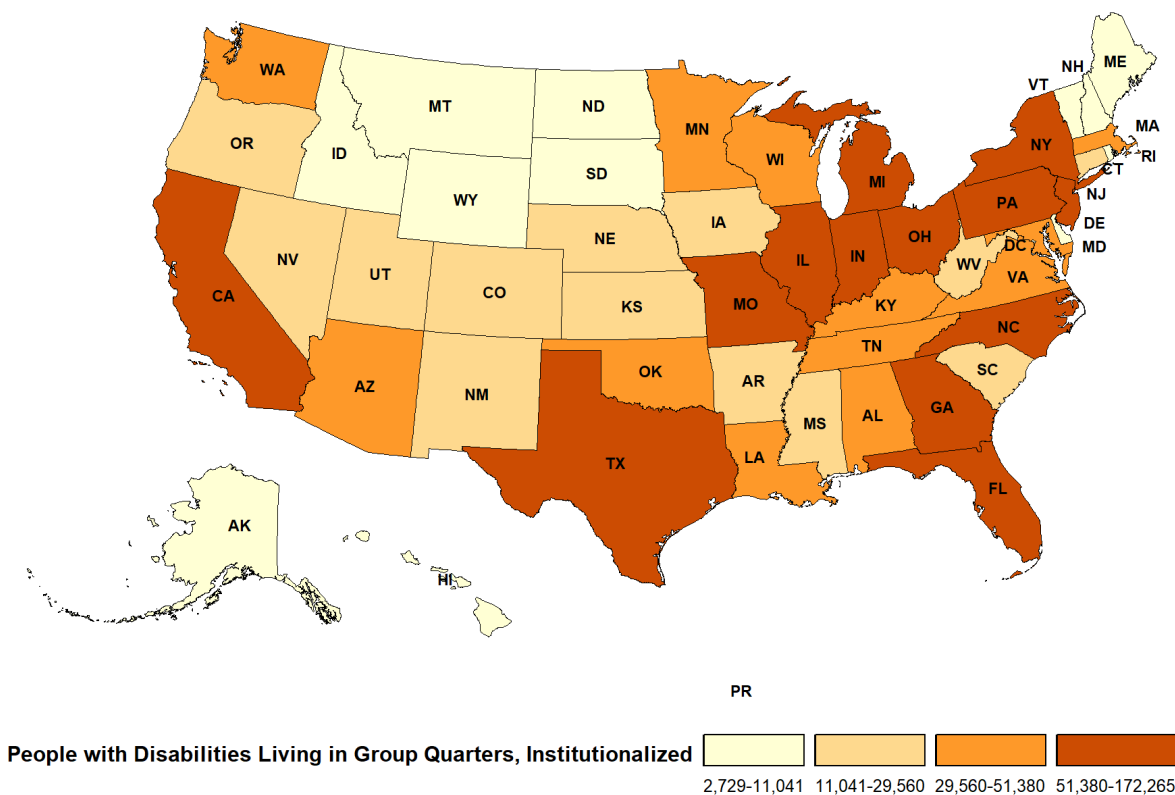 ME
NH
VT
WA
MT
ND
MN
MA
OR
ID
WI
NY
RI
SD
MI
CT
WY
NJ
PA
IA
DE
NE
OH
DC
MD
NV
IL
IN
WV
UT
CO
VA
CA
KS
MO
KY
NC
TN
OK
SC
AZ
AR
NM
GA
MS
AL
LA
TX
FL
AK
HI
PR
People with Disabilities Living in Group Quarters, Institutionalized
2,729-11,041 11,041-29,560 29,560-51,380 51,380-172,265